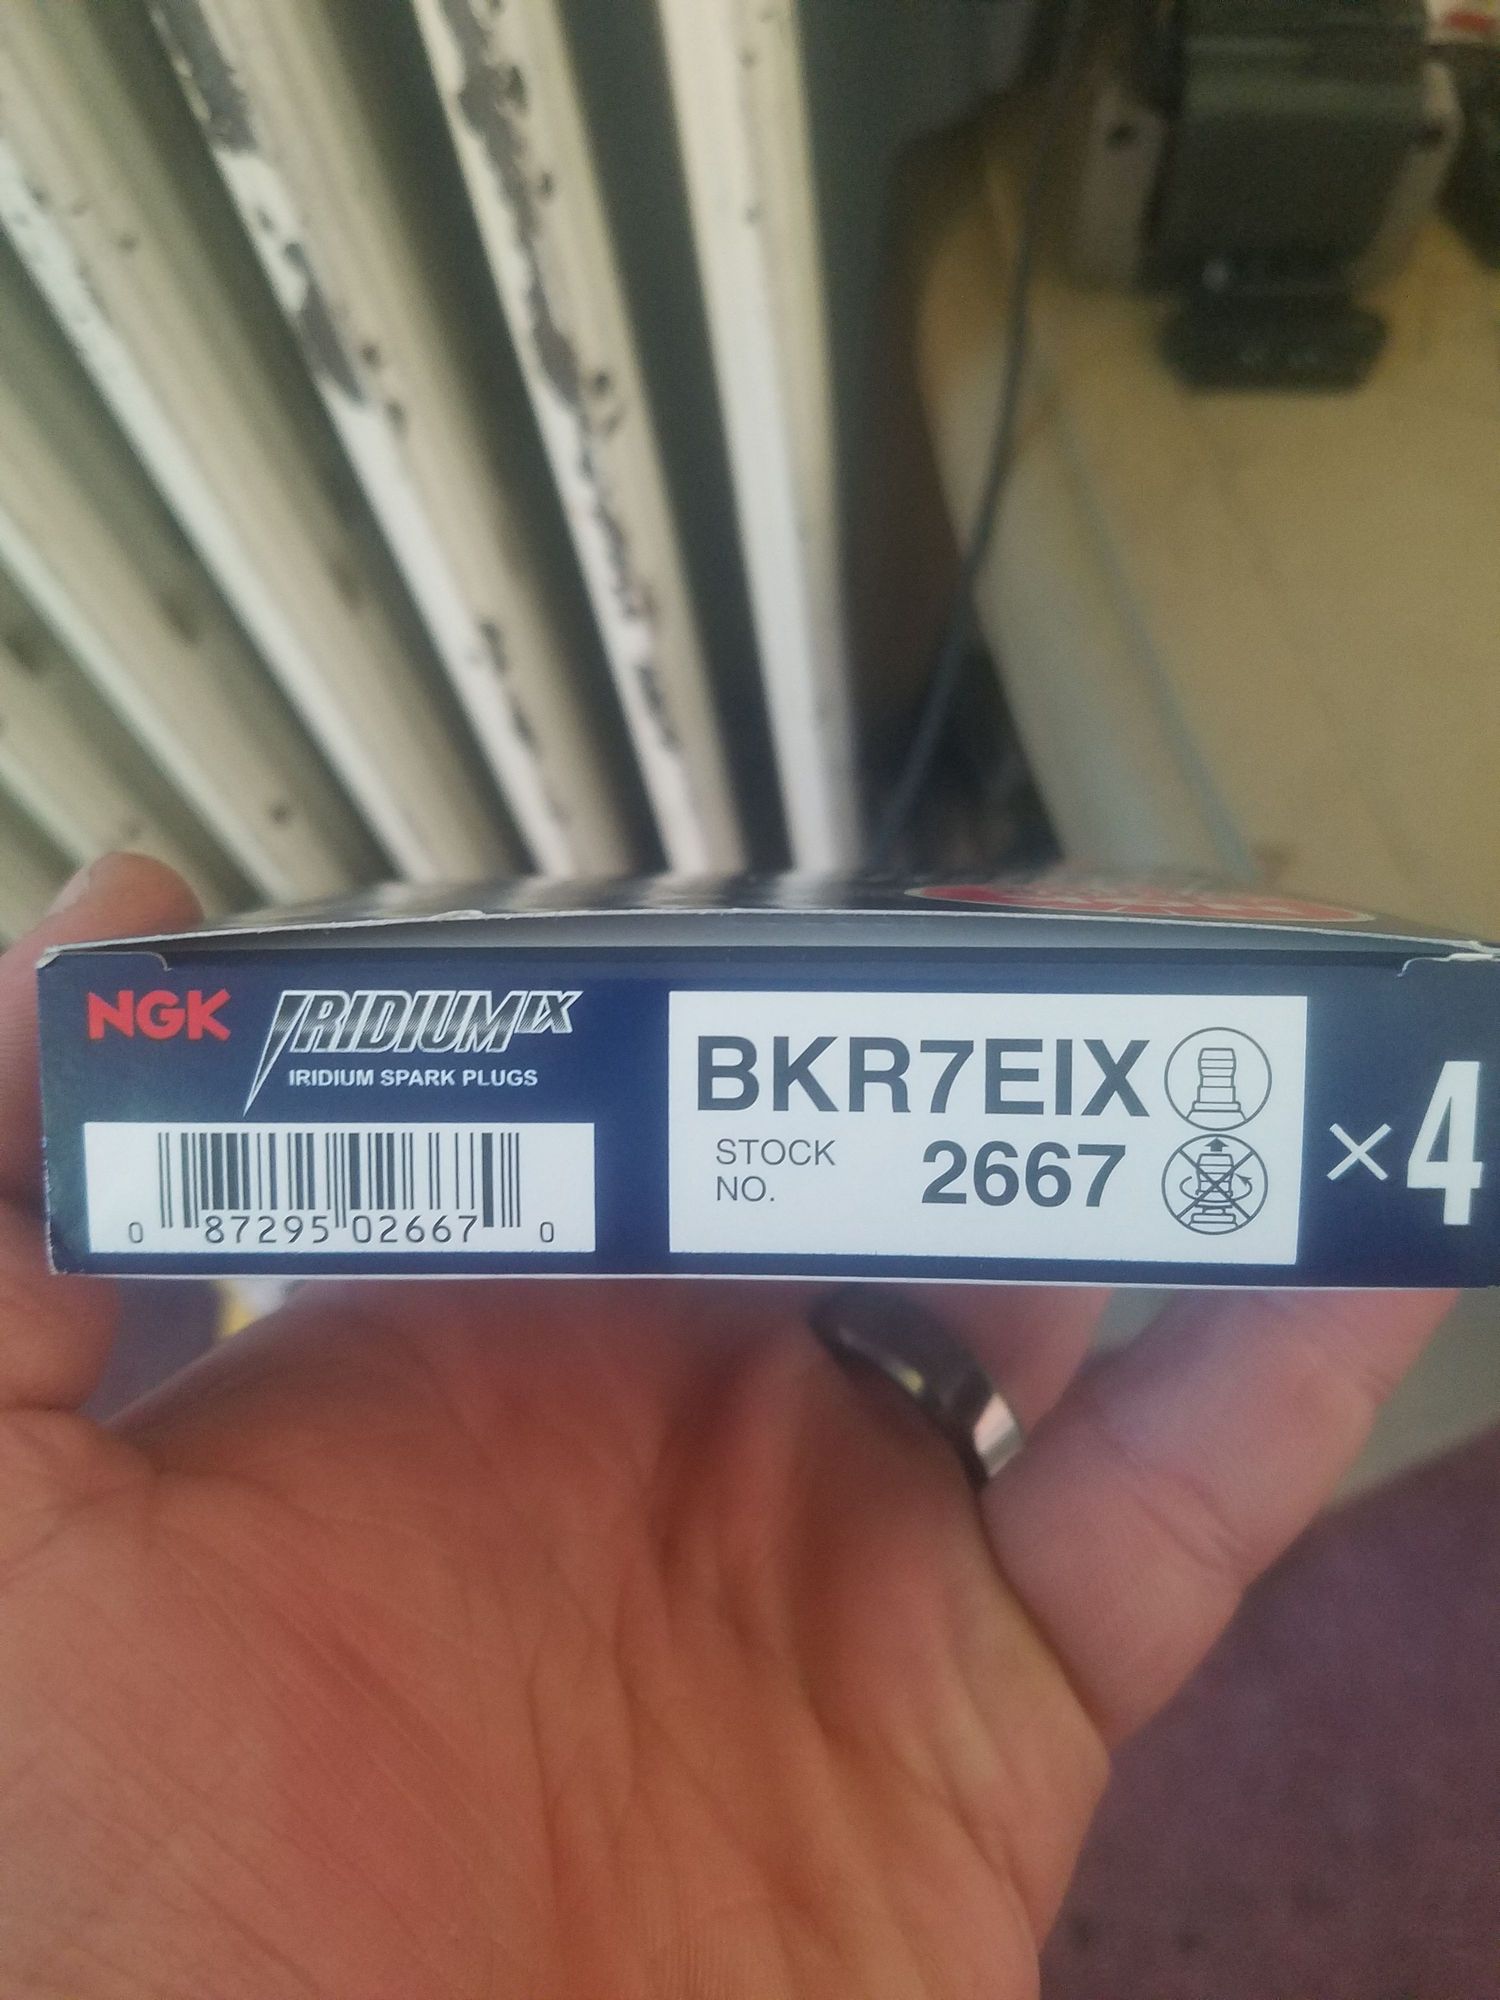 NGK IRIDIUM IX
IRIDIUM SPARK PLUGS
0 87295 02667 0
BKR7EIX
STOCK NO. 2667
×4